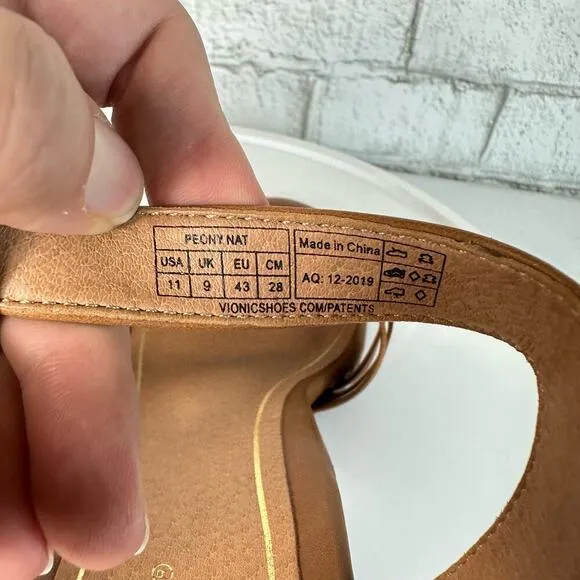 PEONY NAT
USA UK EU CM
11 9 43 28
Made in China
AQ: 12-2019
VIONICSHOES.COM/PATENTS
®